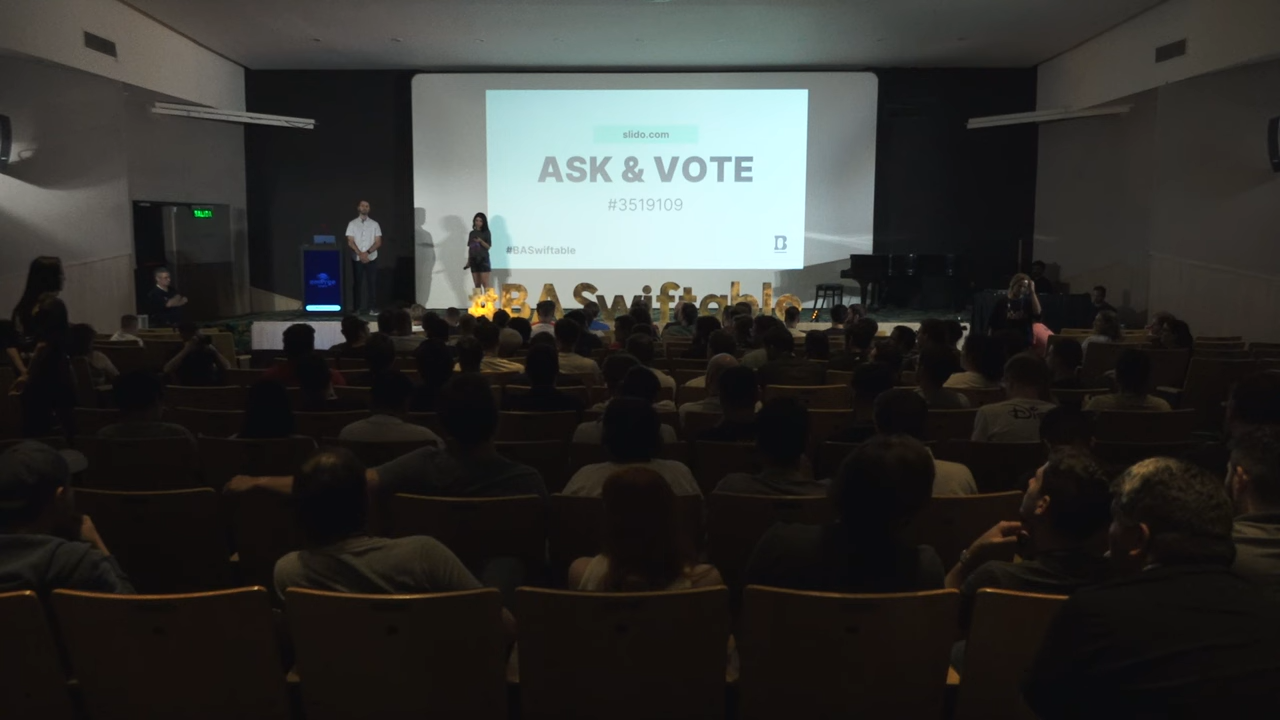 slido.com
ASK & VOTE
#3519109
#BASwiftable
B
SALIDA
#BASwiftable